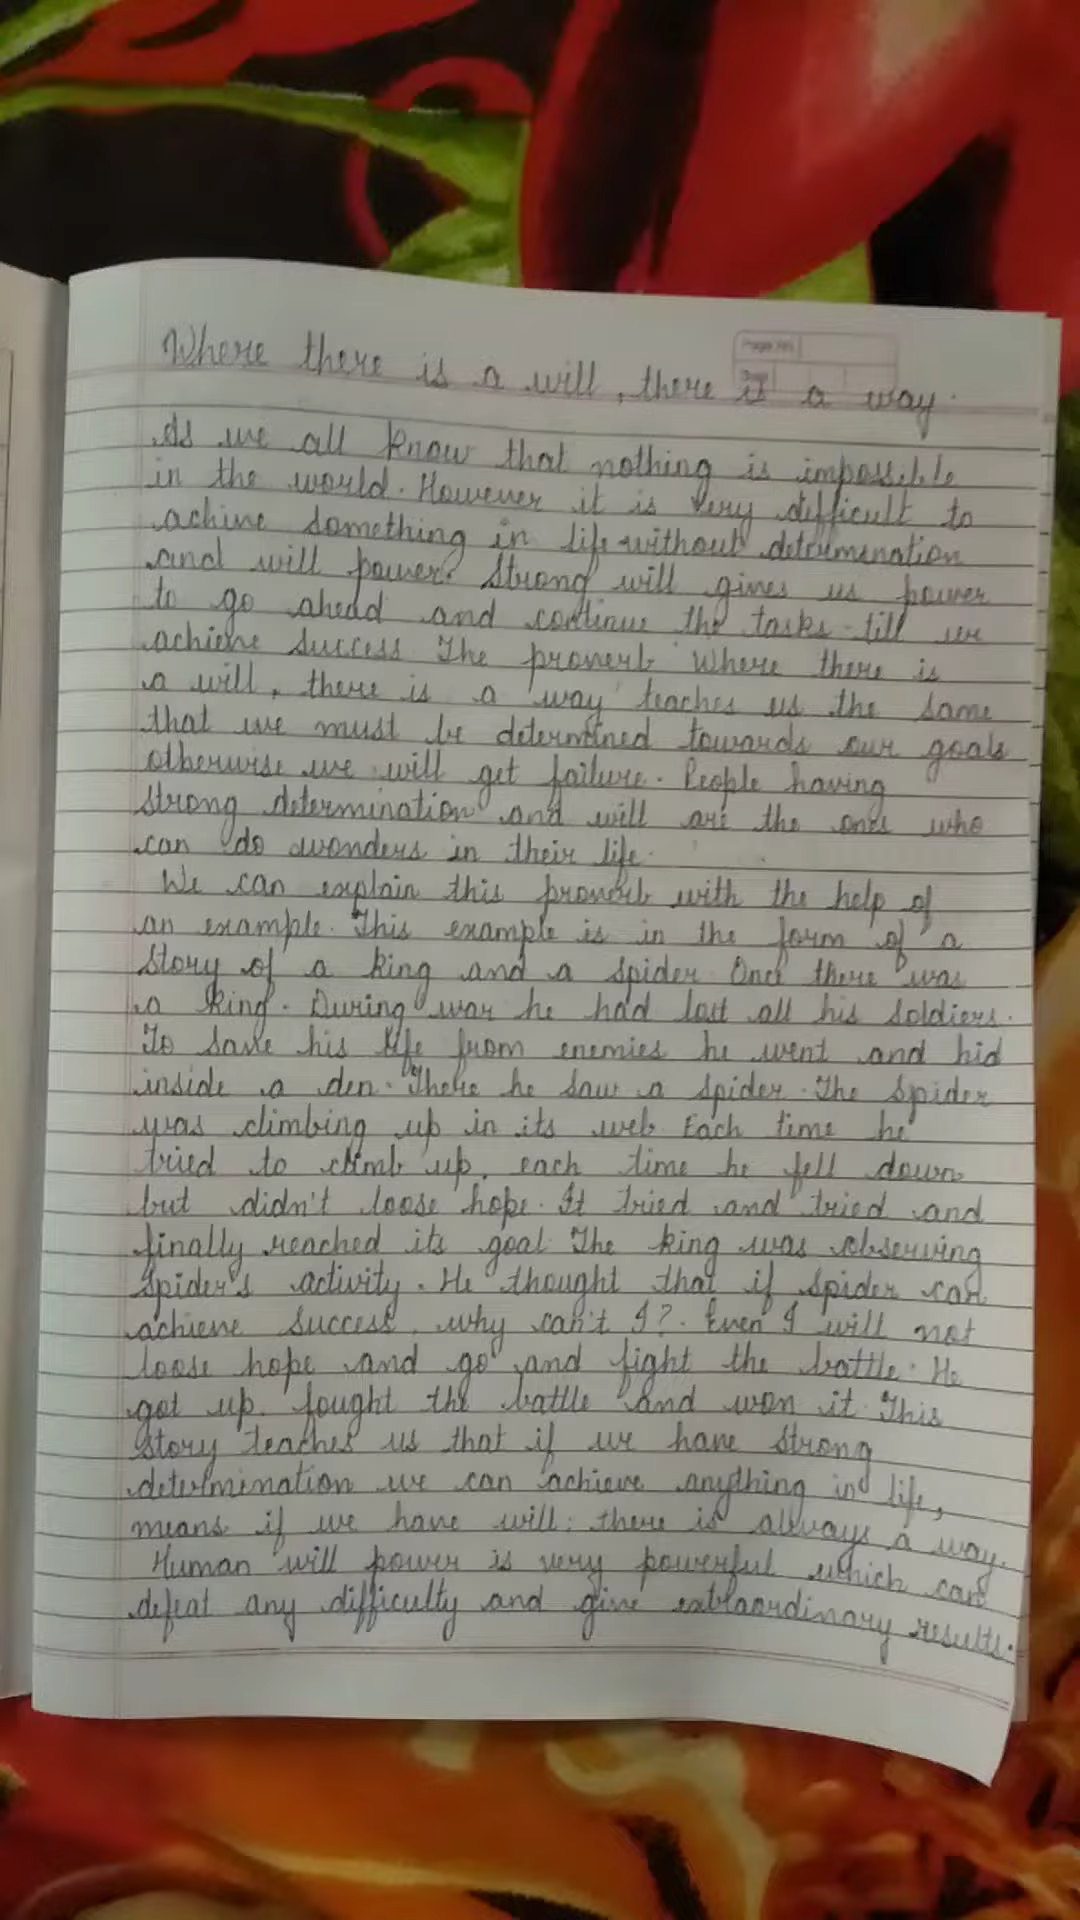 Page No.
Date
Where there is a will, there is a way.
As we all know that nothing is impossible
in the world. However it is very difficult to
achive something in life without determination
and will power. Strong will gives us power
to go ahead and continue the tasks till we
achieve success. The proverb 'Where there is
a will, there is a way' teaches us the same
that we must be determined towards our goals
otherwise we will get failure. People having
strong determination and will are the ones who
can do wonders in their life.
We can explain this proverb with the help of
an example. This example is in the form of a
story of a king and a spider. Once there was
a king. During war he had lost all his soldiers.
To save his life from enemies he went and hid
inside a den. There he saw a spider. The spider
was climbing up in its web. Each time he
tried to climb up, each time he fell down
but didn't loose hope. It tried and tried and
finally reached its goal. The king was observing
spider's activity. He thought that if spider can
achieve success, why can't I?. Even I will not
loose hope and go and fight the battle. He
got up, fought the battle and won it. This
story teaches us that if we have strong
determination we can achieve anything in life,
means if we have will, there is always a way.
Human will power is very powerful which can
defeat any difficulty and give extraordinary results.